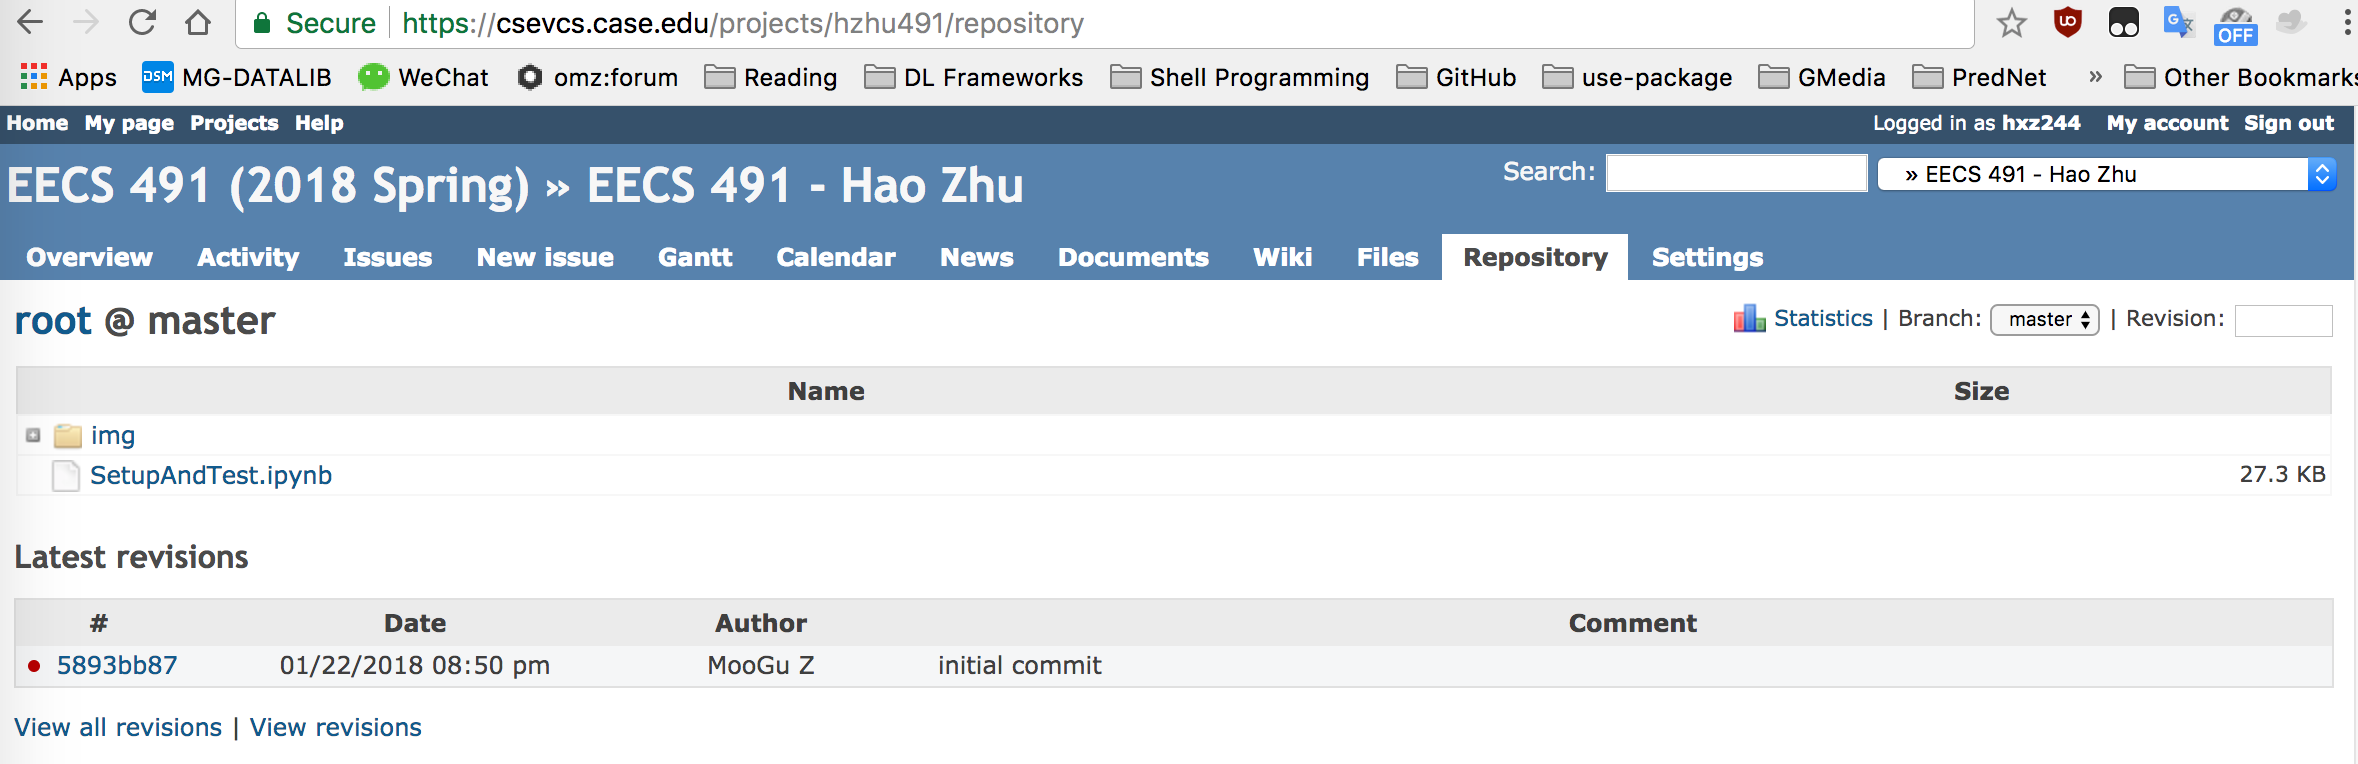 Secure https://csevcs.case.edu/projects/hzhu491/repository
OFF
Apps DSM MG-DATALIB WeChat omz:forum Reading DL Frameworks Shell Programming GitHub use-package GMedia PredNet » Other Bookmarks
Home My page Projects Help Logged in as hxz244 My account Sign out
EECS 491 (2018 Spring) » EECS 491 - Hao Zhu Search: » EECS 491 - Hao Zhu
Overview Activity Issues New issue Gantt Calendar News Documents Wiki Files Repository Settings
root @ master Statistics | Branch: master | Revision:
Name Size
img
SetupAndTest.ipynb 27.3 KB
Latest revisions
# Date Author Comment
5893bb87 01/22/2018 08:50 pm MooGu Z initial commit
View all revisions | View revisions